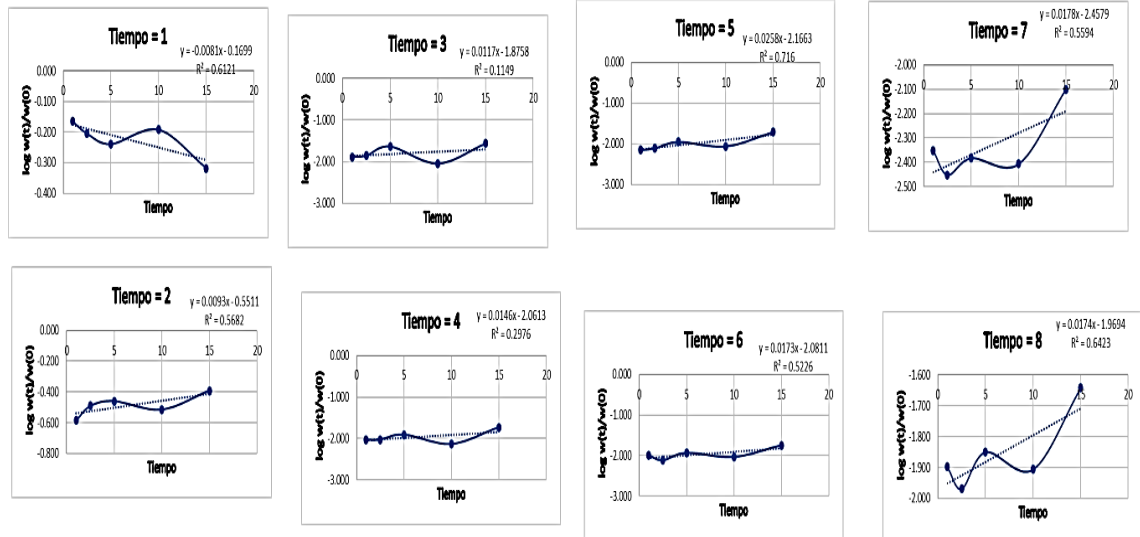 Tiempo = 1
y = -0.0081x - 0.1699
R² = 0.6121
0.000
-0.100
-0.200
-0.300
-0.400
0 5 10 15 20
log w(t)/w(0)
Tiempo
Tiempo = 3
y = 0.0117x - 1.8758
R² = 0.1149
0.000
-1.000
-2.000
-3.000
0 5 10 15 20
log w(t)/w(0)
Tiempo
Tiempo = 5
y = 0.0258x - 2.1663
R² = 0.716
0.000
-1.000
-2.000
-3.000
0 5 10 15 20
log w(t)/w(0)
Tiempo
Tiempo = 7
y = 0.0178x - 2.4579
R² = 0.5594
-2.000
-2.100
-2.200
-2.300
-2.400
-2.500
0 5 10 15 20
log w(t)/w(0)
Tiempo
Tiempo = 2
y = 0.0093x - 0.5511
R² = 0.5682
0.000
-0.200
-0.400
-0.600
-0.800
0 5 10 15 20
log w(t)/w(0)
Tiempo
Tiempo = 4
y = 0.0146x - 2.0613
R² = 0.2976
0.000
-1.000
-2.000
-3.000
0 5 10 15 20
log w(t)/w(0)
Tiempo
Tiempo = 6
y = 0.0173x - 2.0811
R² = 0.5226
0.000
-1.000
-2.000
-3.000
0 5 10 15 20
log w(t)/w(0)
Tiempo
Tiempo = 8
y = 0.0174x - 1.9694
R² = 0.6423
-1.600
-1.700
-1.800
-1.900
-2.000
0 5 10 15 20
log w(t)/w(0)
Tiempo